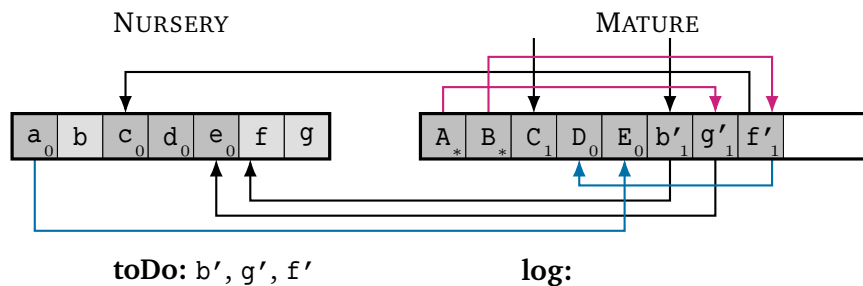 NURSERY MATURE
a₀ b c₀ d₀ e₀ f g A* B* C₁ D₀ E₀ b′₁ g′₁ f′₁
toDo: b′, g′, f′ log: